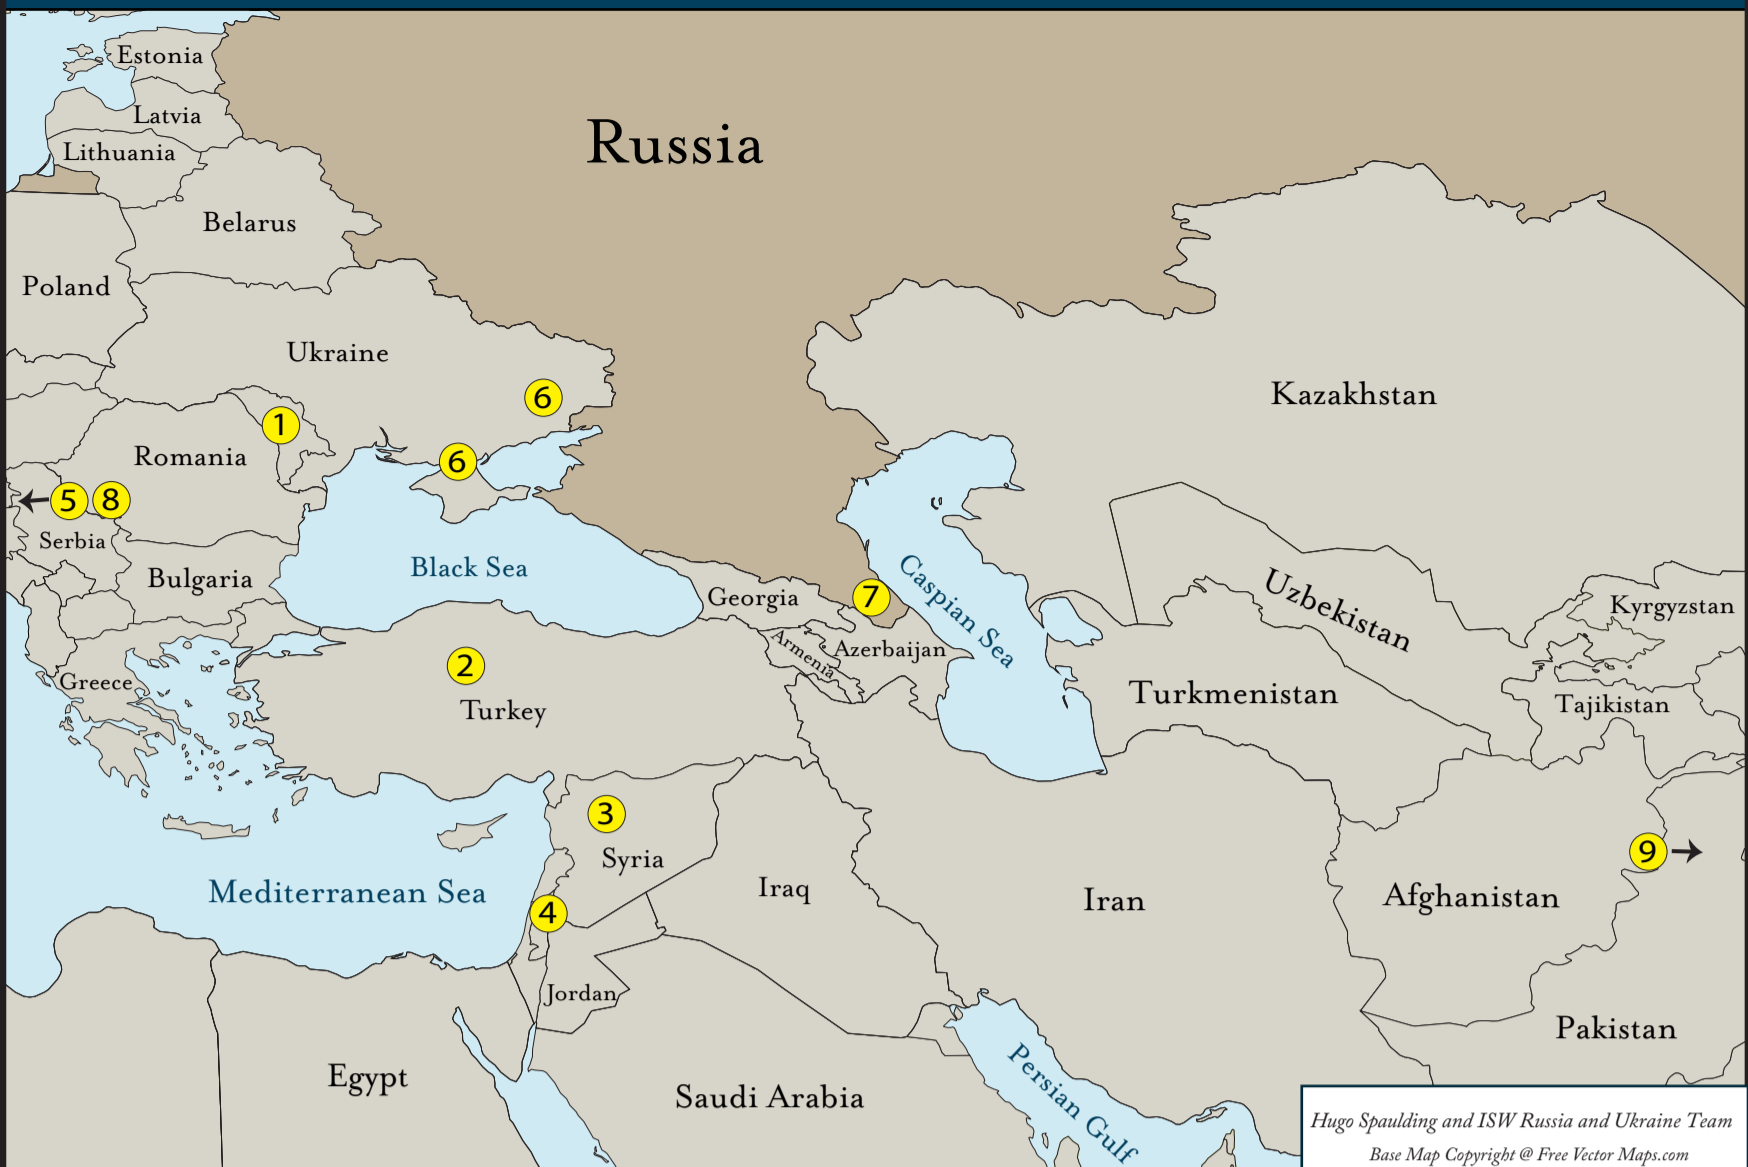 Estonia
Latvia
Lithuania
Russia
Belarus
Poland
Ukraine
Kazakhstan
6
1
Romania
6
5
8
Serbia
Black Sea
Bulgaria
Caspian Sea
Georgia
7
Uzbekistan
Kyrgyzstan
Armenia
Azerbaijan
2
Greece
Turkey
Turkmenistan
Tajikistan
3
Syria
9
Mediterranean Sea
Iraq
Iran
Afghanistan
4
Jordan
Pakistan
Egypt
Saudi Arabia
Persian Gulf
Hugo Spaulding and ISW Russia and Ukraine Team
Base Map Copyright @ Free Vector Maps.com